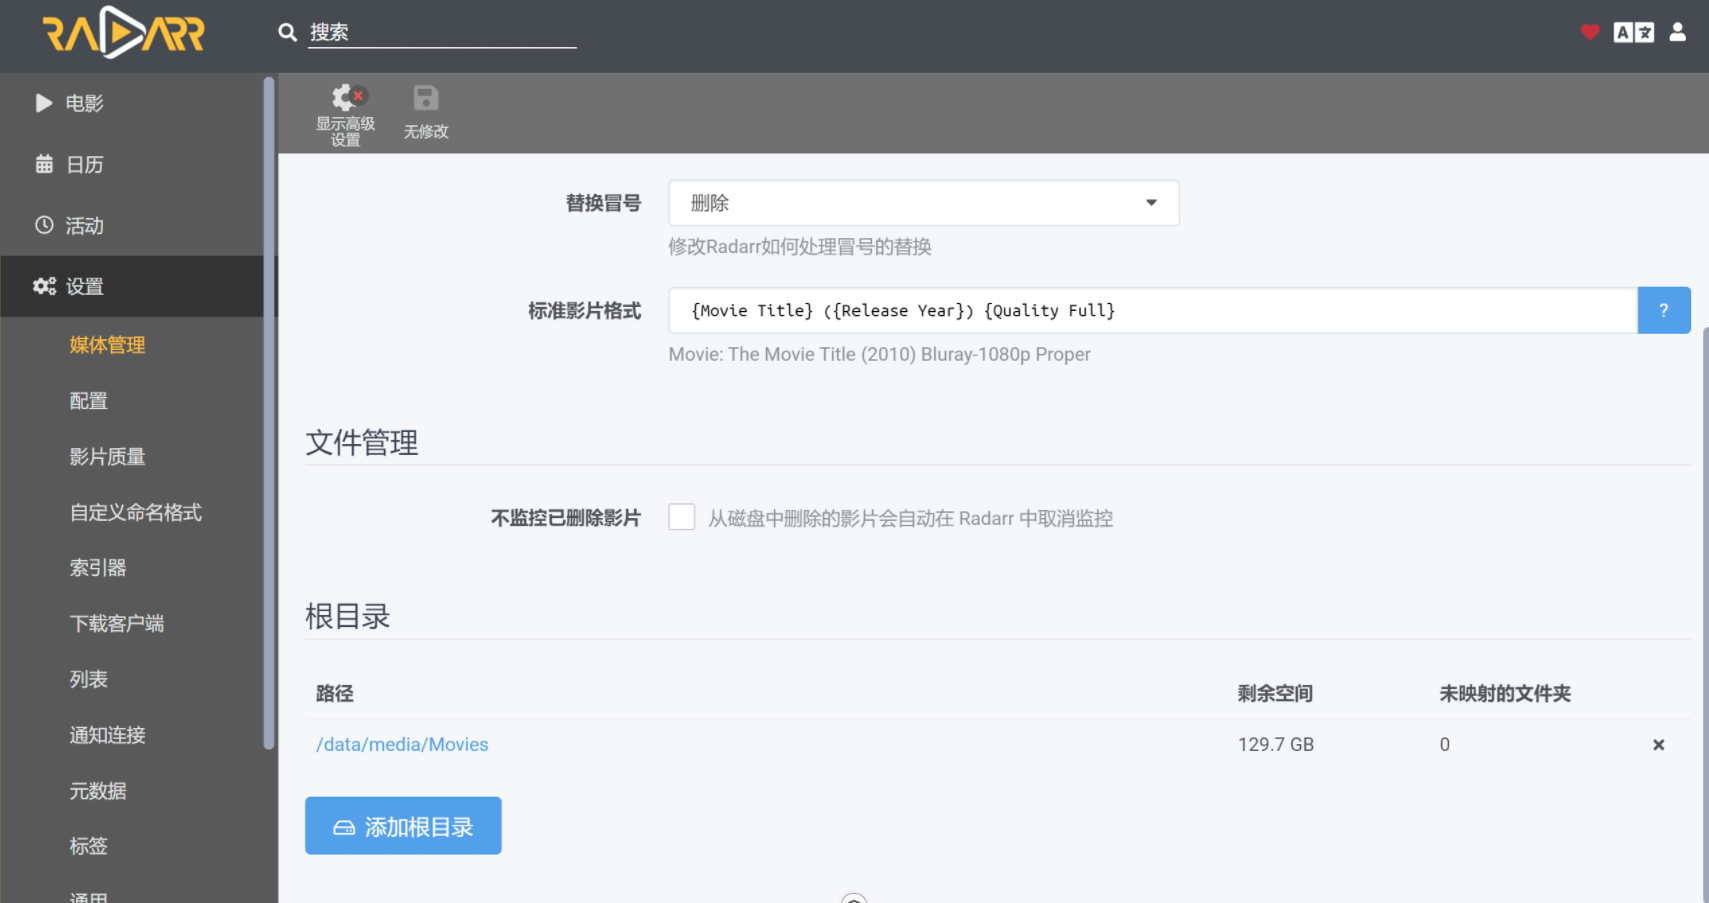 RADARR
搜索
A文
电影
日历
活动
设置
媒体管理
配置
影片质量
自定义命名格式
索引器
下载客户端
列表
通知连接
元数据
标签
通用
显示高级
设置
无修改
替换冒号
删除
修改Radarr如何处理冒号的替换
标准影片格式
{Movie Title} ({Release Year}) {Quality Full}
?
Movie: The Movie Title (2010) Bluray-1080p Proper
文件管理
不监控已删除影片
从磁盘中删除的影片会自动在 Radarr 中取消监控
根目录
路径 剩余空间 未映射的文件夹
/data/media/Movies 129.7 GB 0
添加根目录